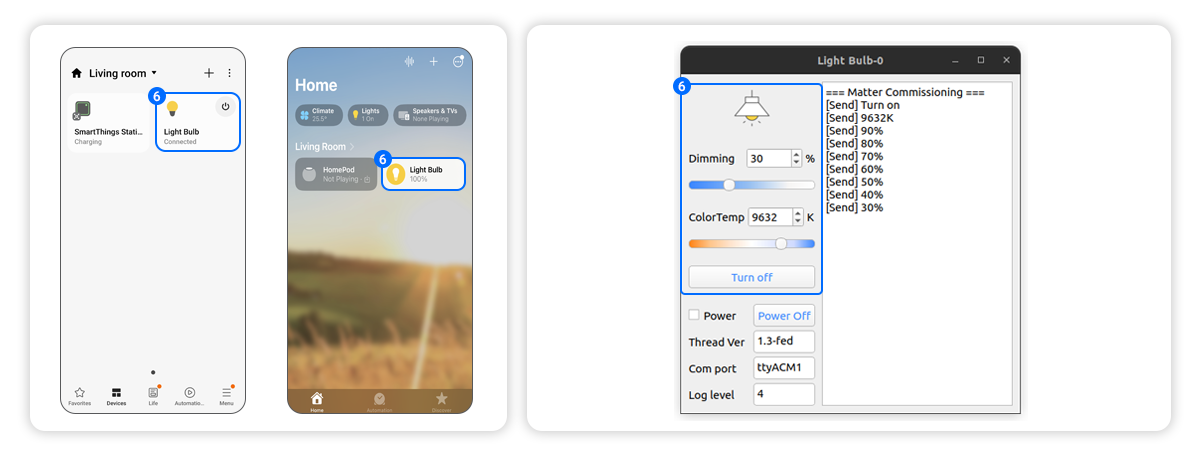 Living room
6
SmartThings Stati...
Charging
Light Bulb
Connected
Favorites
Devices
Life
Automatio...
Menu
Home
Climate
25.5°
Lights
1 On
Speakers & TVs
None Playing
Living Room
6
HomePod
Not Playing
Light Bulb
100%
Home
Automation
Discover
Light Bulb-0
6
Dimming 30 %
ColorTemp 9632 K
Turn off
Power Power Off
Thread Ver 1.3-fed
Com port ttyACM1
Log level 4
=== Matter Commissioning ===
[Send] Turn on
[Send] 9632K
[Send] 90%
[Send] 80%
[Send] 70%
[Send] 60%
[Send] 50%
[Send] 40%
[Send] 30%